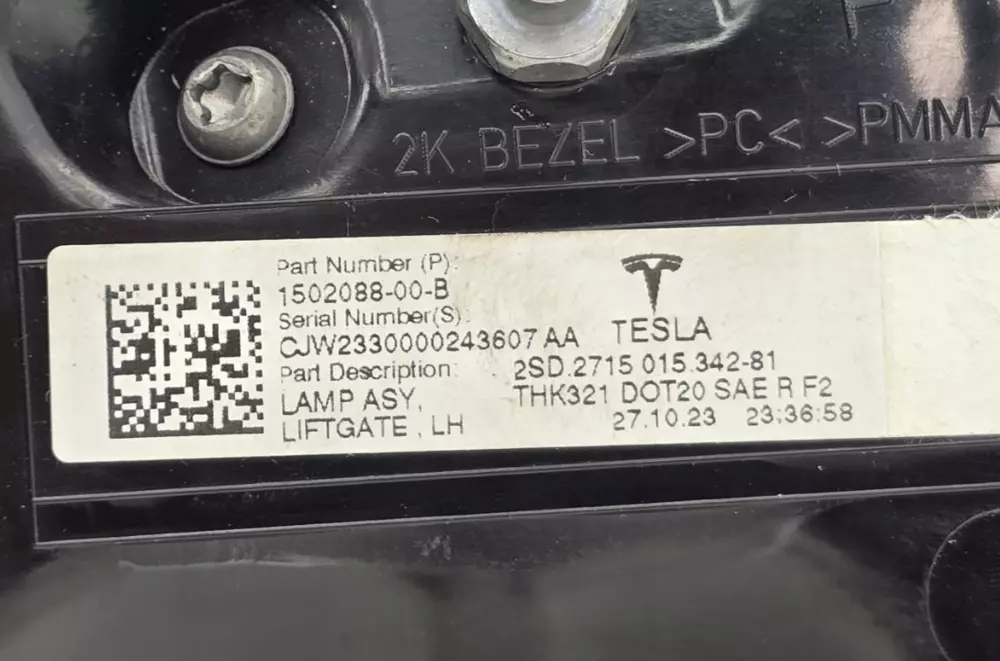 2K BEZEL >PC< >PMMA
Part Number (P):
1502088-00-B
Serial Number(S):
CJW2330000243607 AA
TESLA
Part Description:
2SD.2715 015.342-81
LAMP ASY,
THK321 DOT20 SAE R F2
LIFTGATE , LH
27.10.23 23:36:58